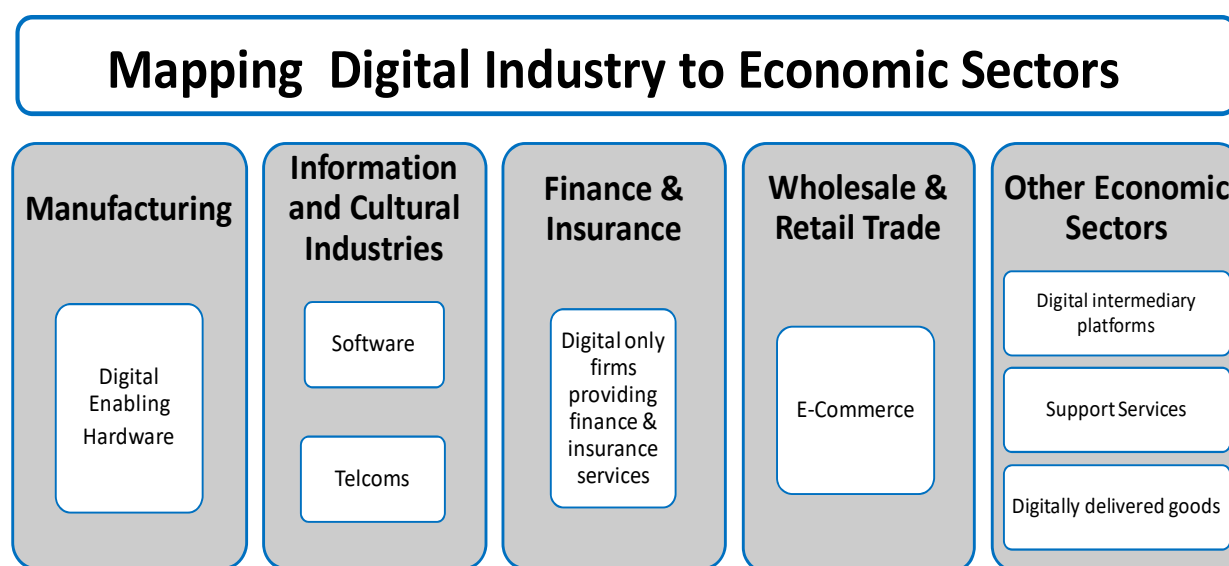 Mapping Digital Industry to Economic Sectors
Manufacturing
Digital
Enabling
Hardware
Information
and Cultural
Industries
Software
Telcoms
Finance &
Insurance
Digital only
firms
providing
finance &
insurance
services
Wholesale &
Retail Trade
E-Commerce
Other Economic
Sectors
Digital intermediary
platforms
Support Services
Digitally delivered goods